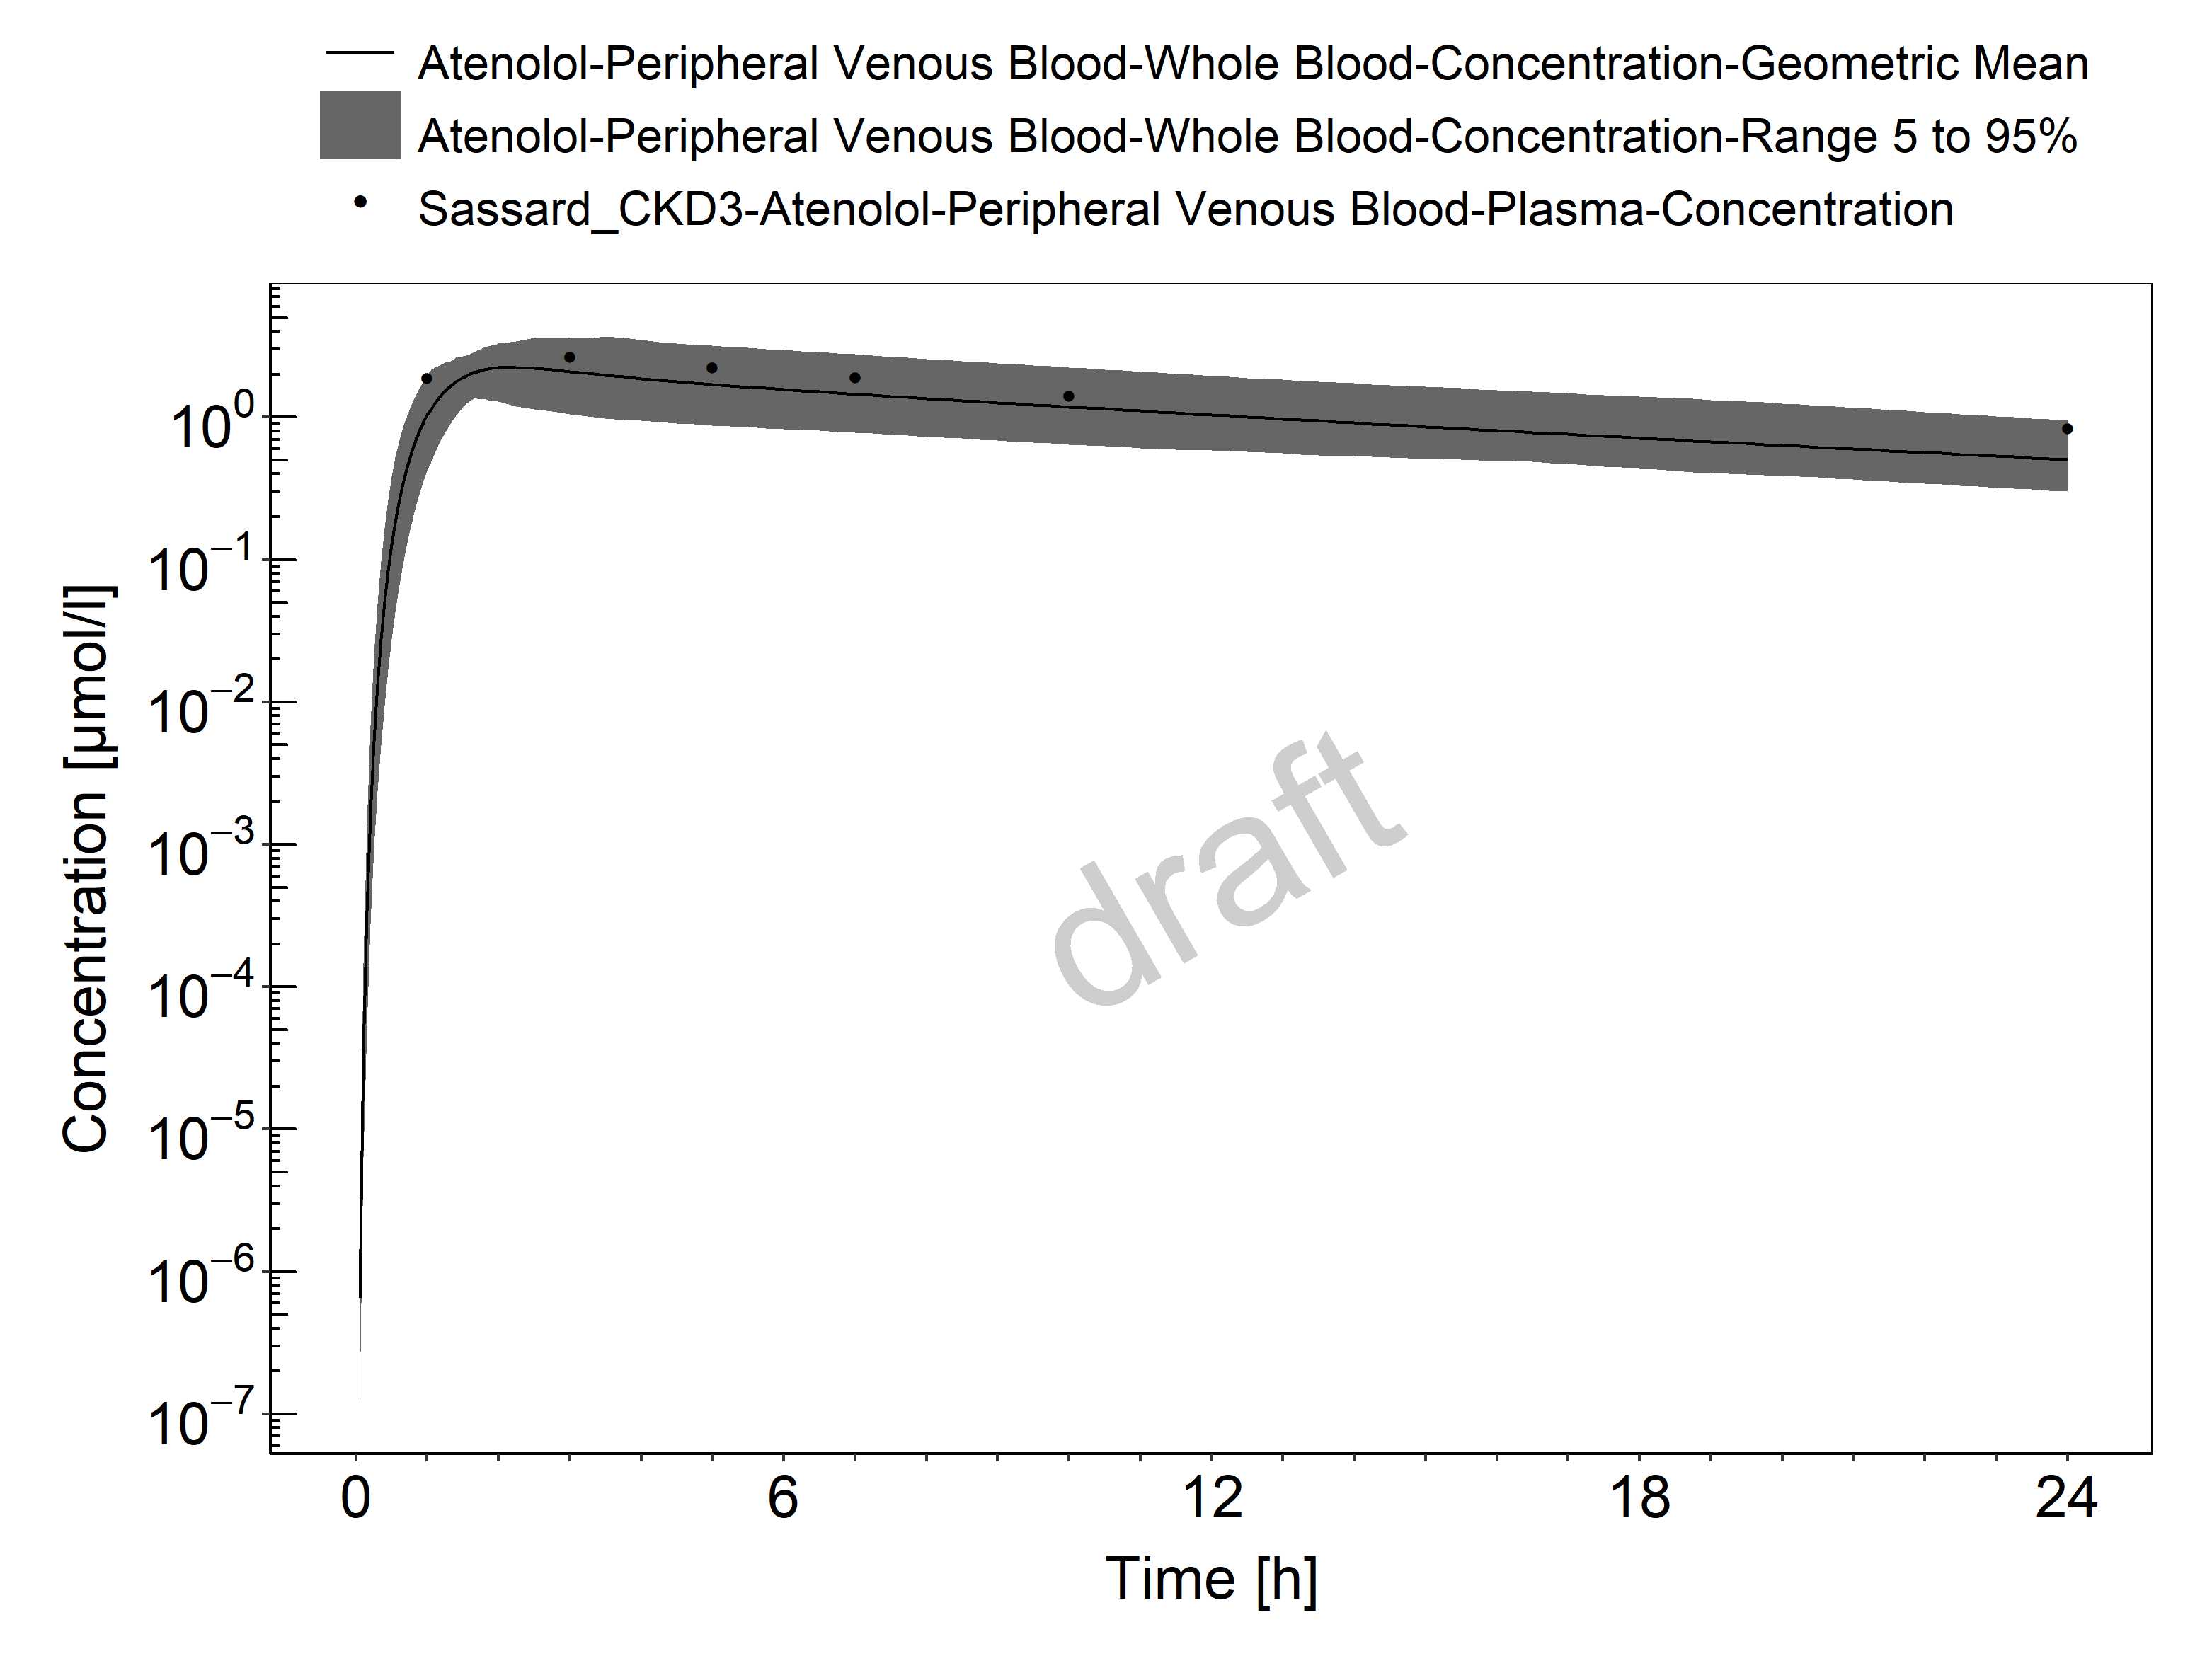 Atenolol-Peripheral Venous Blood-Whole Blood-Concentration-Geometric Mean
Atenolol-Peripheral Venous Blood-Whole Blood-Concentration-Range 5 to 95%
Sassard_CKD3-Atenolol-Peripheral Venous Blood-Plasma-Concentration
Concentration [µmol/l]
10⁰
10⁻¹
10⁻²
10⁻³
10⁻⁴
10⁻⁵
10⁻⁶
10⁻⁷
draft
0 6 12 18 24
Time [h]